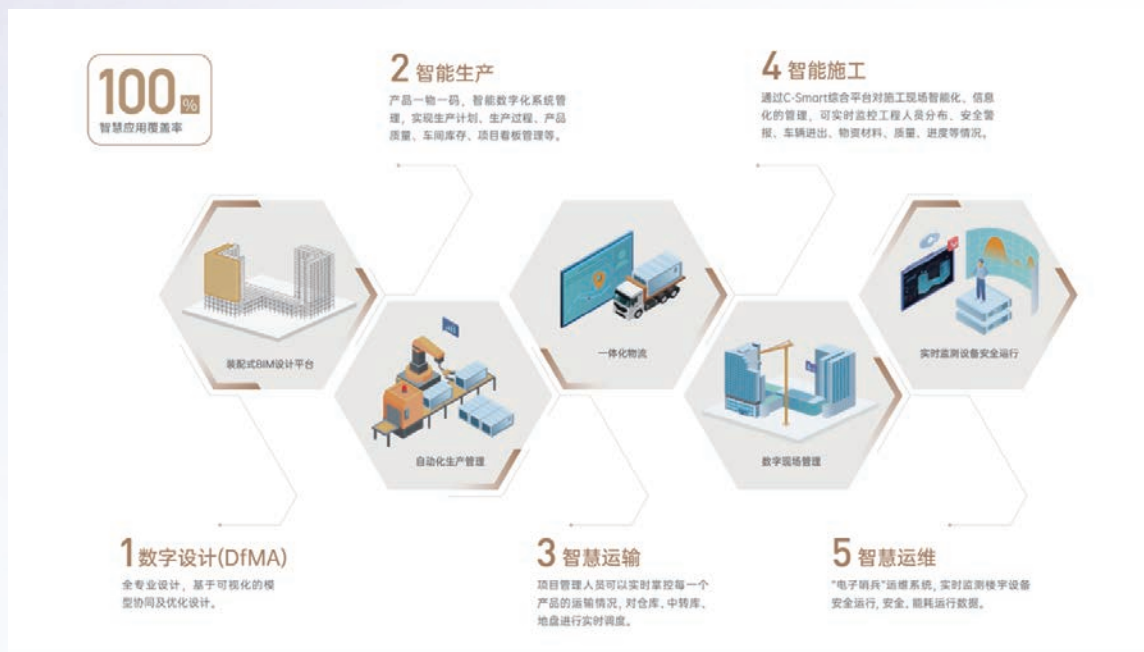 100%
智慧应用覆盖率
2 智能生产
产品一物一码，智能数字化系统管
理，实现生产计划、生产过程、产品
质量、车间库存、项目看板管理等。
4 智能施工
通过C-Smart综合平台对施工现场智能化、信息
化的管理，可实时监控工程人员分布、安全警
报、车辆进出、物资材料、质量、进度等情况。
装配式BIM设计平台
自动化生产管理
一体化物流
数字现场管理
实时监测设备安全运行
1 数字设计(DfMA)
全专业设计，基于可视化的模
型协同及优化设计。
3 智慧运输
项目管理人员可以实时掌控每一个
产品的运输情况，对仓库、中转库、
地盘进行实时调度。
5 智慧运维
"电子哨兵"运维系统，实时监测楼宇设备
安全运行，安全、能耗运行数据。